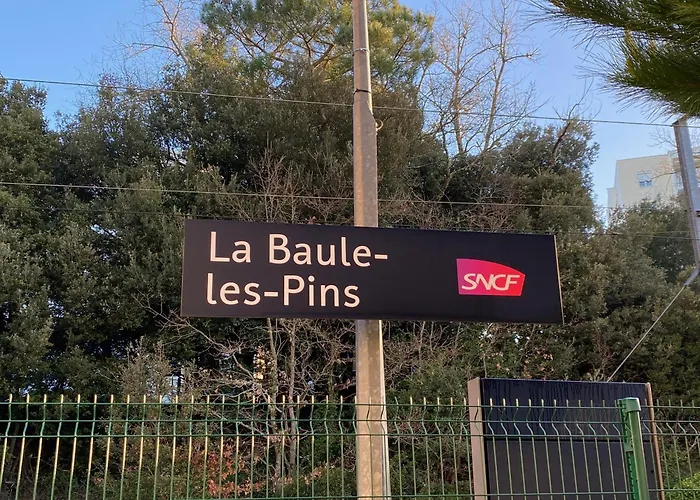 La Baule-
les-Pins
SNCF